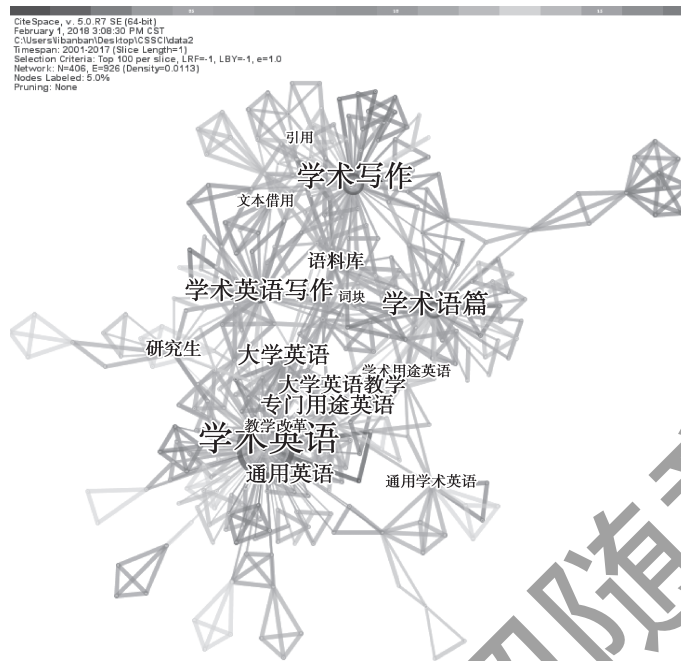 CiteSpace, v. 5.0.R7 SE (64-bit)
February 1, 2018 3:08:30 PM CST
C:\Users\libanban\Desktop\CSSCI\data2
Timespan: 2001-2017 (Slice Length=1)
Selection Criteria: Top 100 per slice, LRF=-1, LBY=-1, e=1.0
Network: N=406, E=926 (Density=0.0113)
Nodes Labeled: 5.0%
Pruning: None
引用
学术写作
文本借用
语料库
学术英语写作 词块 学术语篇
研究生
大学英语
学术用途英语
大学英语教学
专门用途英语
教学改革
学术英语
通用英语
通用学术英语
随